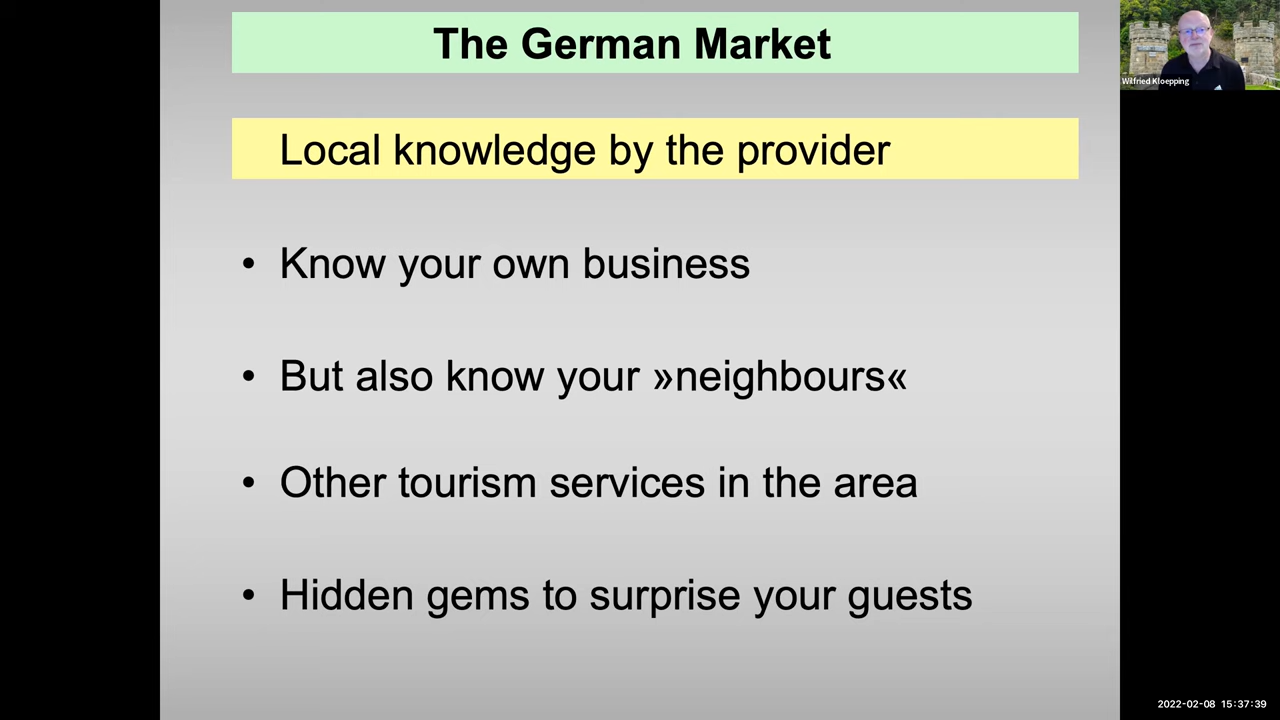 The German Market
Local knowledge by the provider
• Know your own business
• But also know your »neighbours«
• Other tourism services in the area
• Hidden gems to surprise your guests
Wilfried Kloepping
2022-02-08 15:37:39